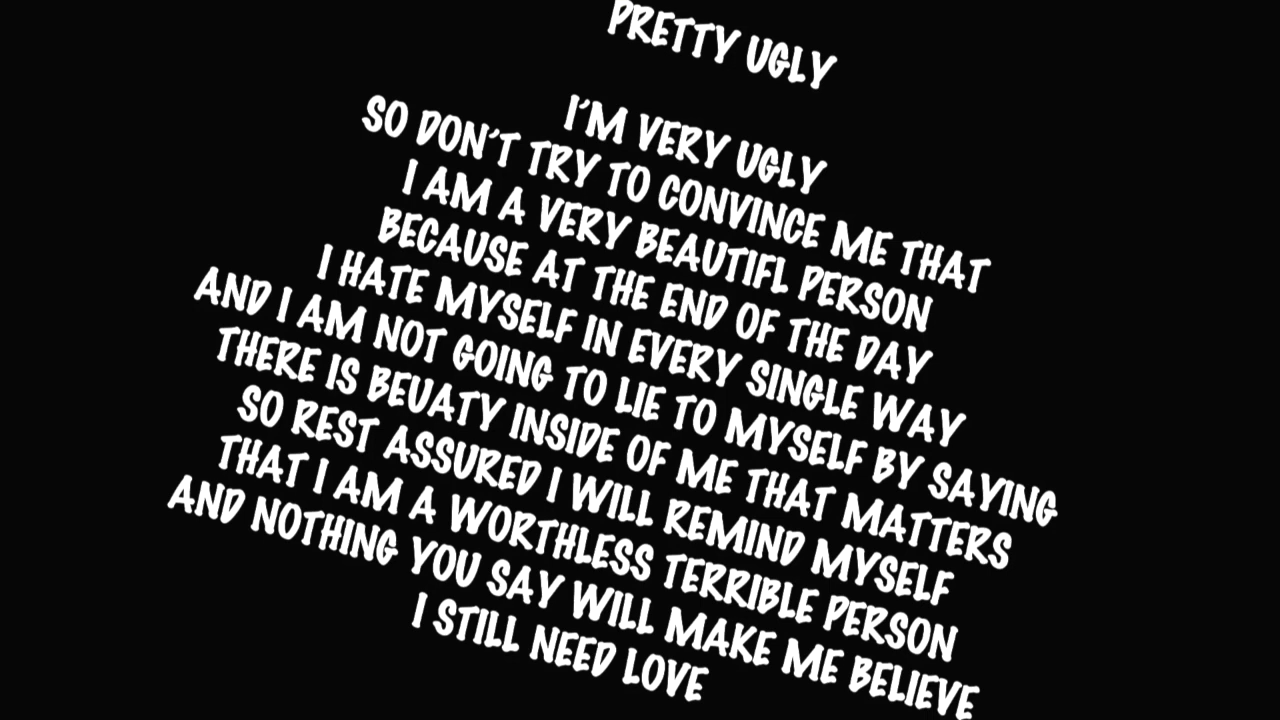 PRETTY UGLY
I'M VERY UGLY
SO DON'T TRY TO CONVINCE ME THAT
I AM A VERY BEAUTIFL PERSON
BECAUSE AT THE END OF THE DAY
I HATE MYSELF IN EVERY SINGLE WAY
AND I AM NOT GOING TO LIE TO MYSELF BY SAYING
THERE IS BEUATY INSIDE OF ME THAT MATTERS
SO REST ASSURED I WILL REMIND MYSELF
THAT I AM A WORTHLESS TERRIBLE PERSON
AND NOTHING YOU SAY WILL MAKE ME BELIEVE
I STILL NEED LOVE